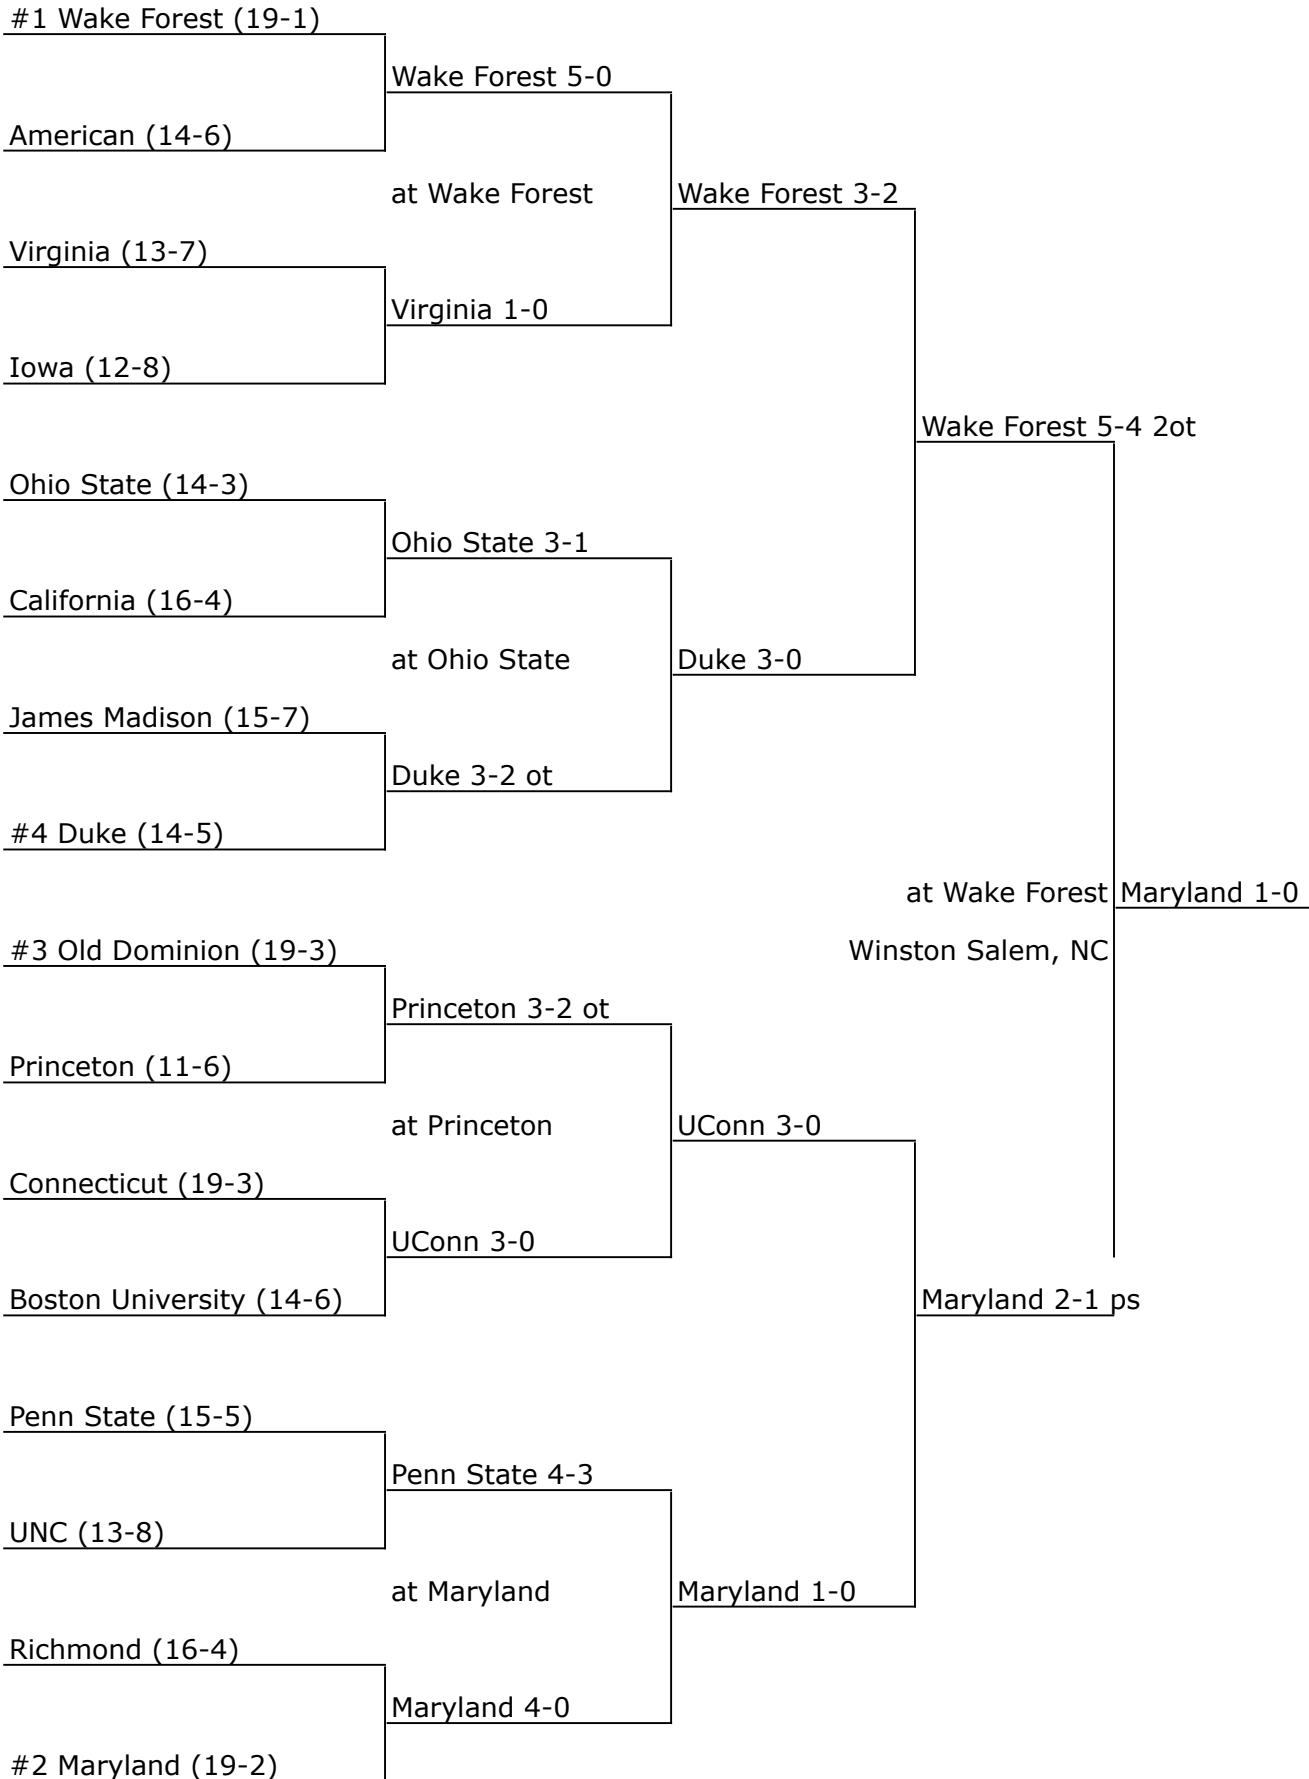 #1 Wake Forest (19-1)
Wake Forest 5-0
American (14-6)
at Wake Forest
Wake Forest 3-2
Virginia (13-7)
Virginia 1-0
Iowa (12-8)
Wake Forest 5-4 2ot
Ohio State (14-3)
Ohio State 3-1
California (16-4)
at Ohio State
Duke 3-0
James Madison (15-7)
Duke 3-2 ot
#4 Duke (14-5)
at Wake Forest
Maryland 1-0
#3 Old Dominion (19-3)
Winston Salem, NC
Princeton 3-2 ot
Princeton (11-6)
at Princeton
UConn 3-0
Connecticut (19-3)
UConn 3-0
Boston University (14-6)
Maryland 2-1 ps
Penn State (15-5)
Penn State 4-3
UNC (13-8)
at Maryland
Maryland 1-0
Richmond (16-4)
Maryland 4-0
#2 Maryland (19-2)